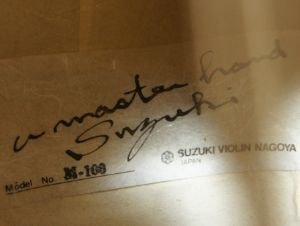 a master hand
Suzuki
SUZUKI VIOLIN NAGOYA
JAPAN
Model No. M-100